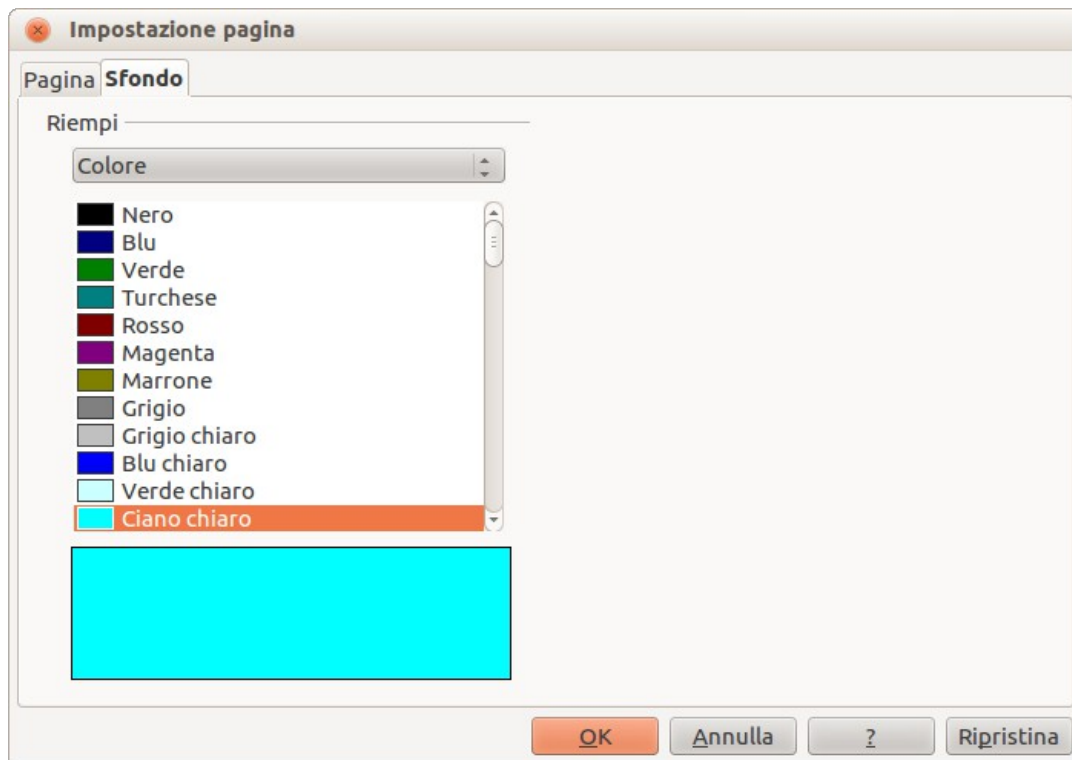 Impostazione pagina
Pagina Sfondo
Riempi
Colore
Nero
Blu
Verde
Turchese
Rosso
Magenta
Marrone
Grigio
Grigio chiaro
Blu chiaro
Verde chiaro
Ciano chiaro
OK Annulla ? Ripristina